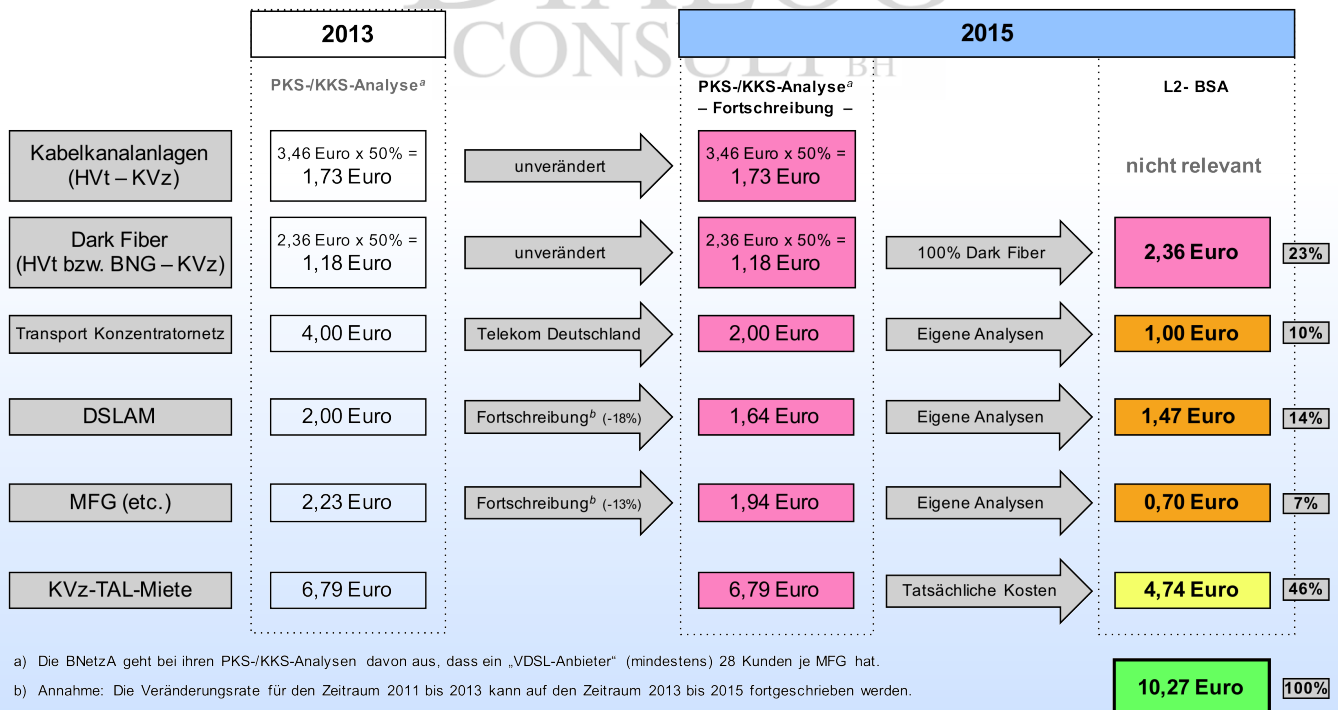 DIALOG
CONSULT
BH
2013
2015
PKS-/KKS-Analyse a
PKS-/KKS-Analyse a
– Fortschreibung –
L2- BSA
Kabelkanalanlagen
(HVt – KVz)
3,46 Euro x 50% =
1,73 Euro
unverändert
3,46 Euro x 50% =
1,73 Euro
nicht relevant
Dark Fiber
(HVt bzw. BNG – KVz)
2,36 Euro x 50% =
1,18 Euro
unverändert
2,36 Euro x 50% =
1,18 Euro
100% Dark Fiber
2,36 Euro
23%
Transport Konzentratornetz
4,00 Euro
Telekom Deutschland
2,00 Euro
Eigene Analysen
1,00 Euro
10%
DSLAM
2,00 Euro
Fortschreibung b (-18%)
1,64 Euro
Eigene Analysen
1,47 Euro
14%
MFG (etc.)
2,23 Euro
Fortschreibung b (-13%)
1,94 Euro
Eigene Analysen
0,70 Euro
7%
KVz-TAL-Miete
6,79 Euro
6,79 Euro
Tatsächliche Kosten
4,74 Euro
46%
a) Die BNetzA geht bei ihren PKS-/KKS-Analysen davon aus, dass ein „VDSL-Anbieter“ (mindestens) 28 Kunden je MFG hat.
b) Annahme: Die Veränderungsrate für den Zeitraum 2011 bis 2013 kann auf den Zeitraum 2013 bis 2015 fortgeschrieben werden.
10,27 Euro
100%